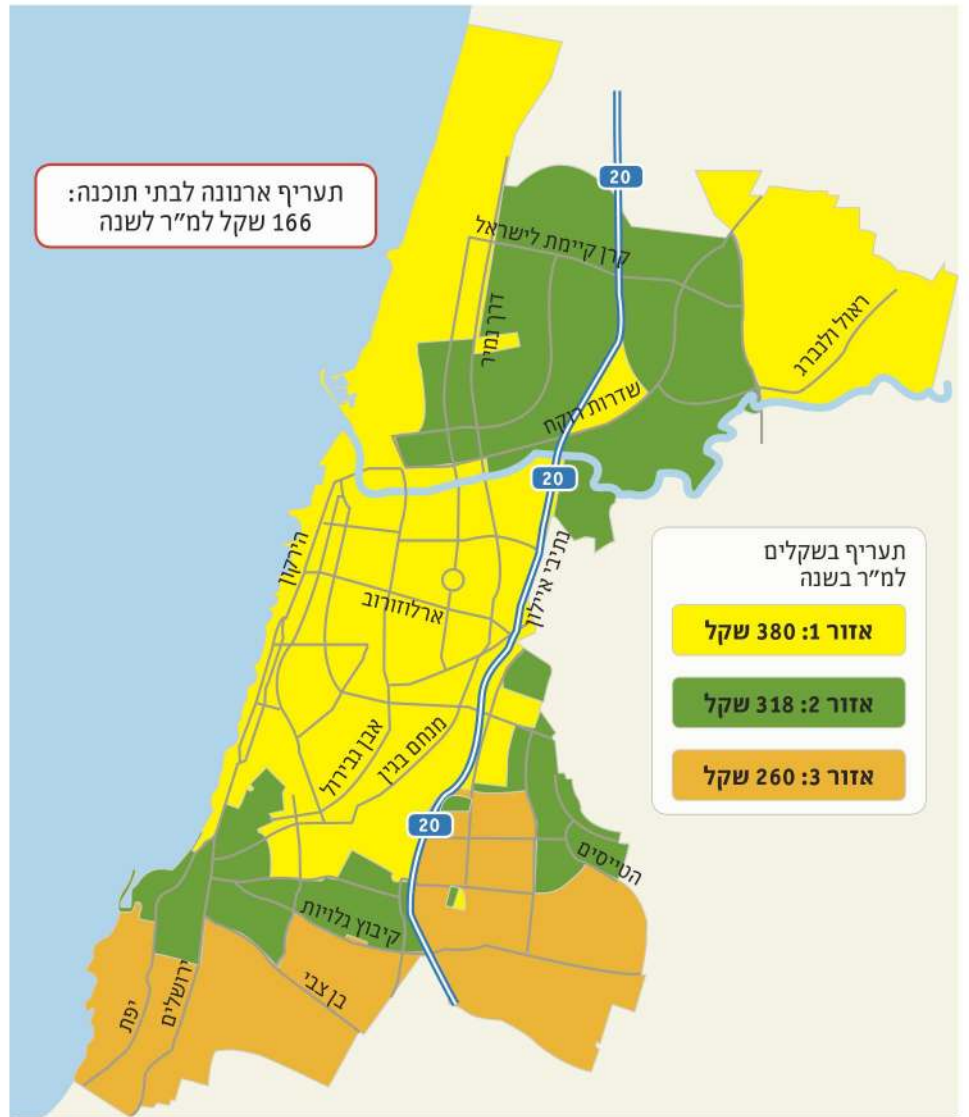 תעריף ארנונה לבתי תוכנה:
166 שקל למ"ר לשנה
20
קרן קיימת לישראל
דרך נמיר
ראול ולנברג
שדרות רוקח
20
נתיבי איילון
הירקון
ארלוזורוב
אבן גבירול
מנחם בגין
תעריף בשקלים
למ"ר בשנה
אזור 1: 380 שקל
אזור 2: 318 שקל
אזור 3: 260 שקל
20
הטייסים
קיבוץ גלויות
בן צבי
ירושלים
יפת